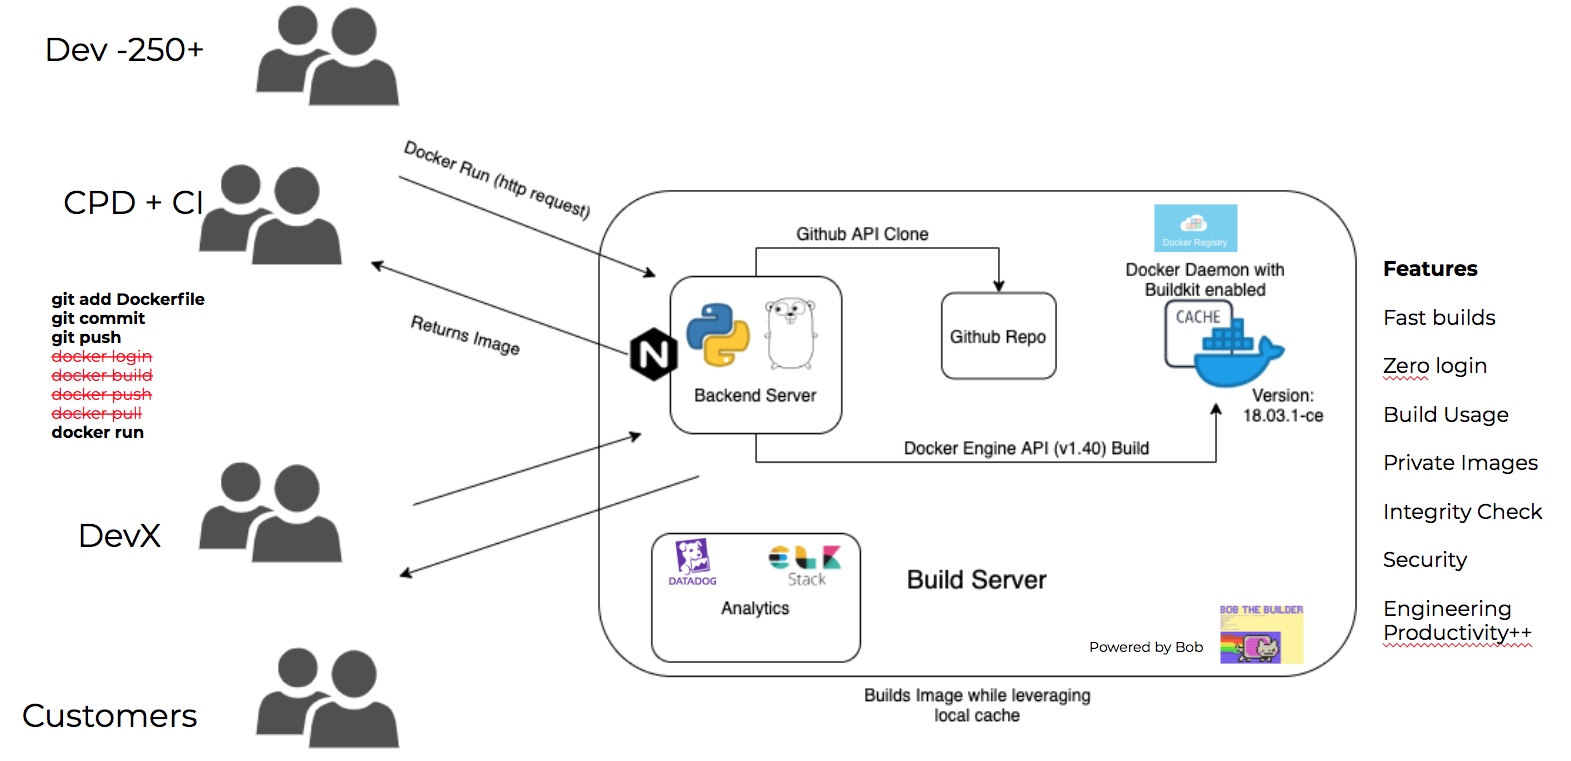 Dev -250+
CPD + CI
git add Dockerfile
git commit
git push
docker login
docker build
docker push
docker pull
docker run
DevX
Customers
Docker Run (http request)
Returns Image
N
Backend Server
Github API Clone
Github Repo
Docker Registry
Docker Daemon with
Buildkit enabled
CACHE
Version:
18.03.1-ce
Docker Engine API (v1.40) Build
DATADOG
ELK
Stack
Analytics
Build Server
Powered by Bob
BOB THE BUILDER
Builds Image while leveraging
local cache
Features
Fast builds
Zero login
Build Usage
Private Images
Integrity Check
Security
Engineering
Productivity++